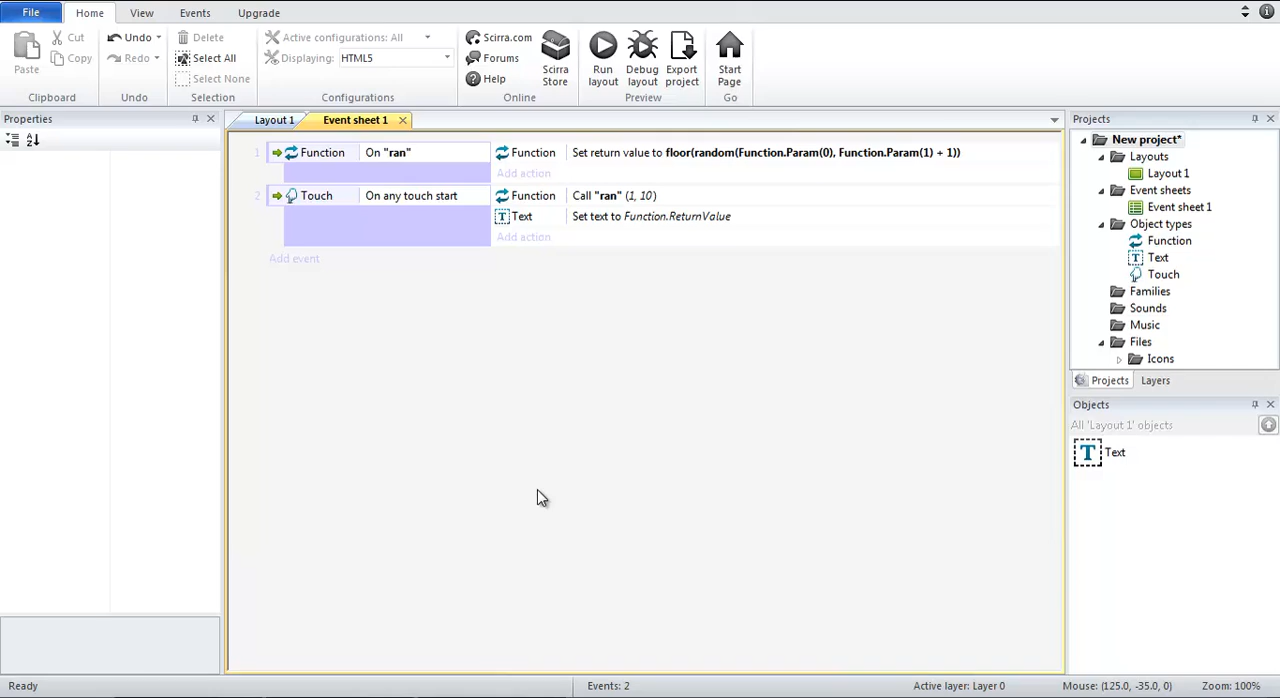 File Home View Events Upgrade
Paste Cut Copy Clipboard
Undo Redo Undo
Delete Select All Select None Selection
Active configurations: All
Displaying: HTML5
Configurations
Scirra.com Forums Help Scirra Store Online
Run layout Debug layout Export project Preview
Start Page Go
Properties
Layout 1 Event sheet 1
1 Function On "ran" Function Set return value to floor(random(Function.Param(0), Function.Param(1) + 1))
Add action
2 Touch On any touch start Function Call "ran" (1, 10)
T Text Set text to Function.ReturnValue
Add action
Add event
Projects
New project*
Layouts
Layout 1
Event sheets
Event sheet 1
Object types
Function
T Text
Touch
Families
Sounds
Music
Files
Icons
Projects Layers
Objects
All 'Layout 1' objects
T Text
Ready Events: 2 Active layer: Layer 0 Mouse: (125.0, -35.0, 0) Zoom: 100%